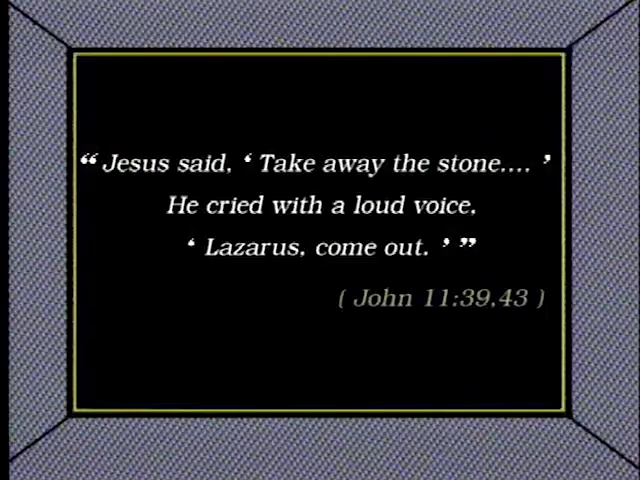 “Jesus said, ‘Take away the stone.... ’
He cried with a loud voice,
‘Lazarus, come out. ’”
( John 11:39,43 )